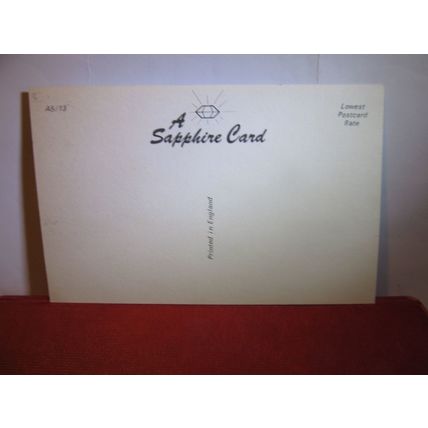 AS/13
A
Sapphire Card
Lowest
Postcard
Rate
Printed in England